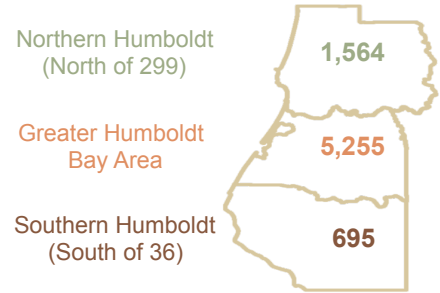 Northern Humboldt
(North of 299)
1,564
Greater Humboldt
Bay Area
5,255
Southern Humboldt
(South of 36)
695